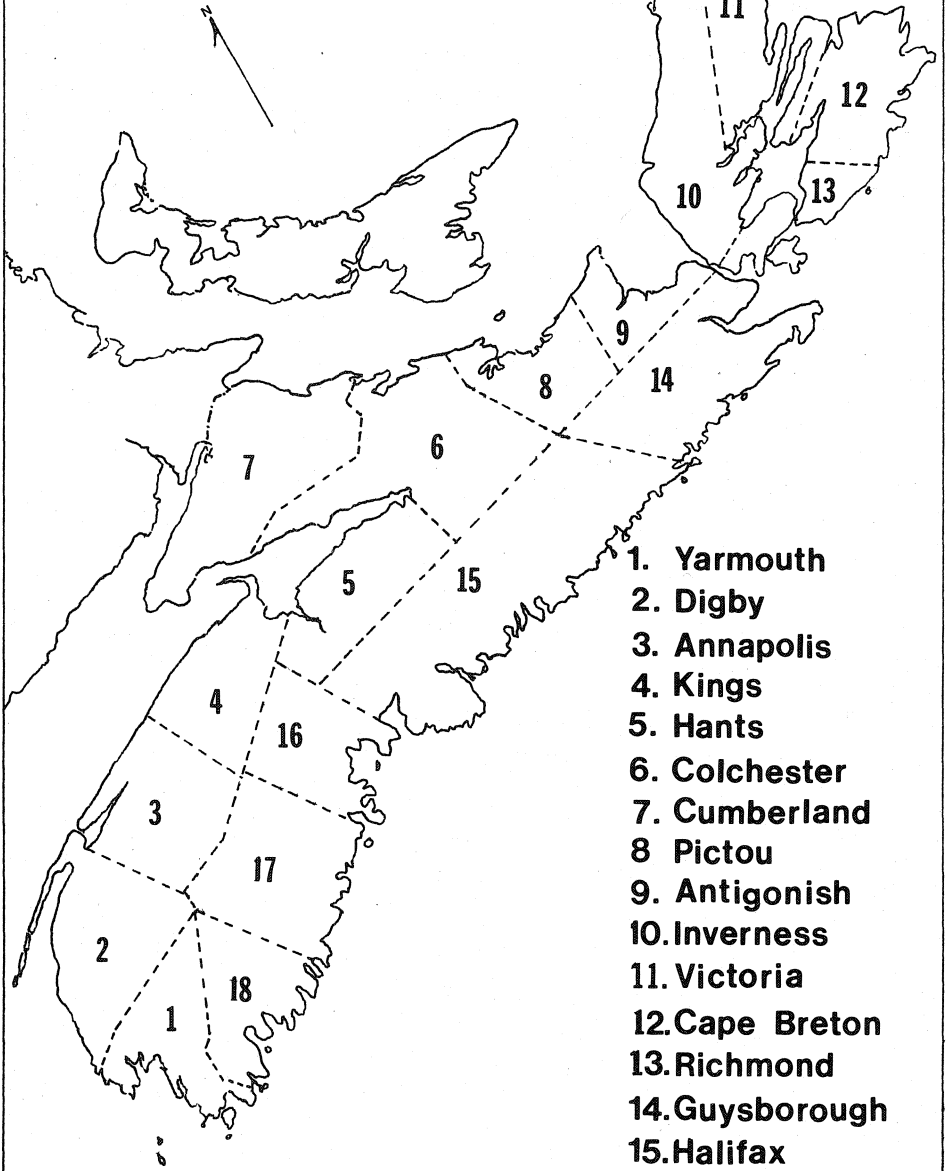 N
11
12
10
13
9
14
8
6
7
5
15
4
16
3
17
2
18
1
1. Yarmouth
2. Digby
3. Annapolis
4. Kings
5. Hants
6. Colchester
7. Cumberland
8 Pictou
9. Antigonish
10. Inverness
11. Victoria
12. Cape Breton
13. Richmond
14. Guysborough
15. Halifax